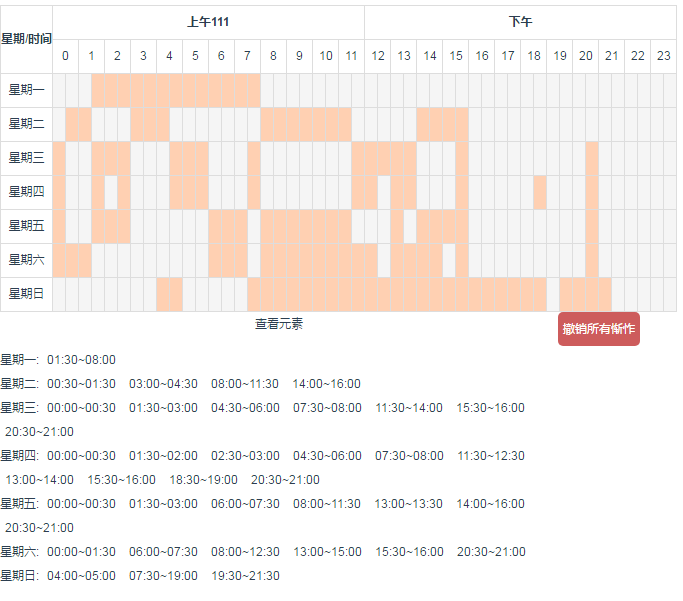 星期/时间 上午111 下午
0 1 2 3 4 5 6 7 8 9 10 11 12 13 14 15 16 17 18 19 20 21 22 23
星期一
星期二
星期三
星期四
星期五
星期六
星期日
查看元素
撤销所有惭怍
星期一: 01:30~08:00
星期二: 00:30~01:30 03:00~04:30 08:00~11:30 14:00~16:00
星期三: 00:00~00:30 01:30~03:00 04:30~06:00 07:30~08:00 11:30~14:00 15:30~16:00
20:30~21:00
星期四: 00:00~00:30 01:30~02:00 02:30~03:00 04:30~06:00 07:30~08:00 11:30~12:30
13:00~14:00 15:30~16:00 18:30~19:00 20:30~21:00
星期五: 00:00~00:30 01:30~03:00 06:00~07:30 08:00~11:30 13:00~13:30 14:00~16:00
20:30~21:00
星期六: 00:00~01:30 06:00~07:30 08:00~12:30 13:00~15:00 15:30~16:00 20:30~21:00
星期日: 04:00~05:00 07:30~19:00 19:30~21:30